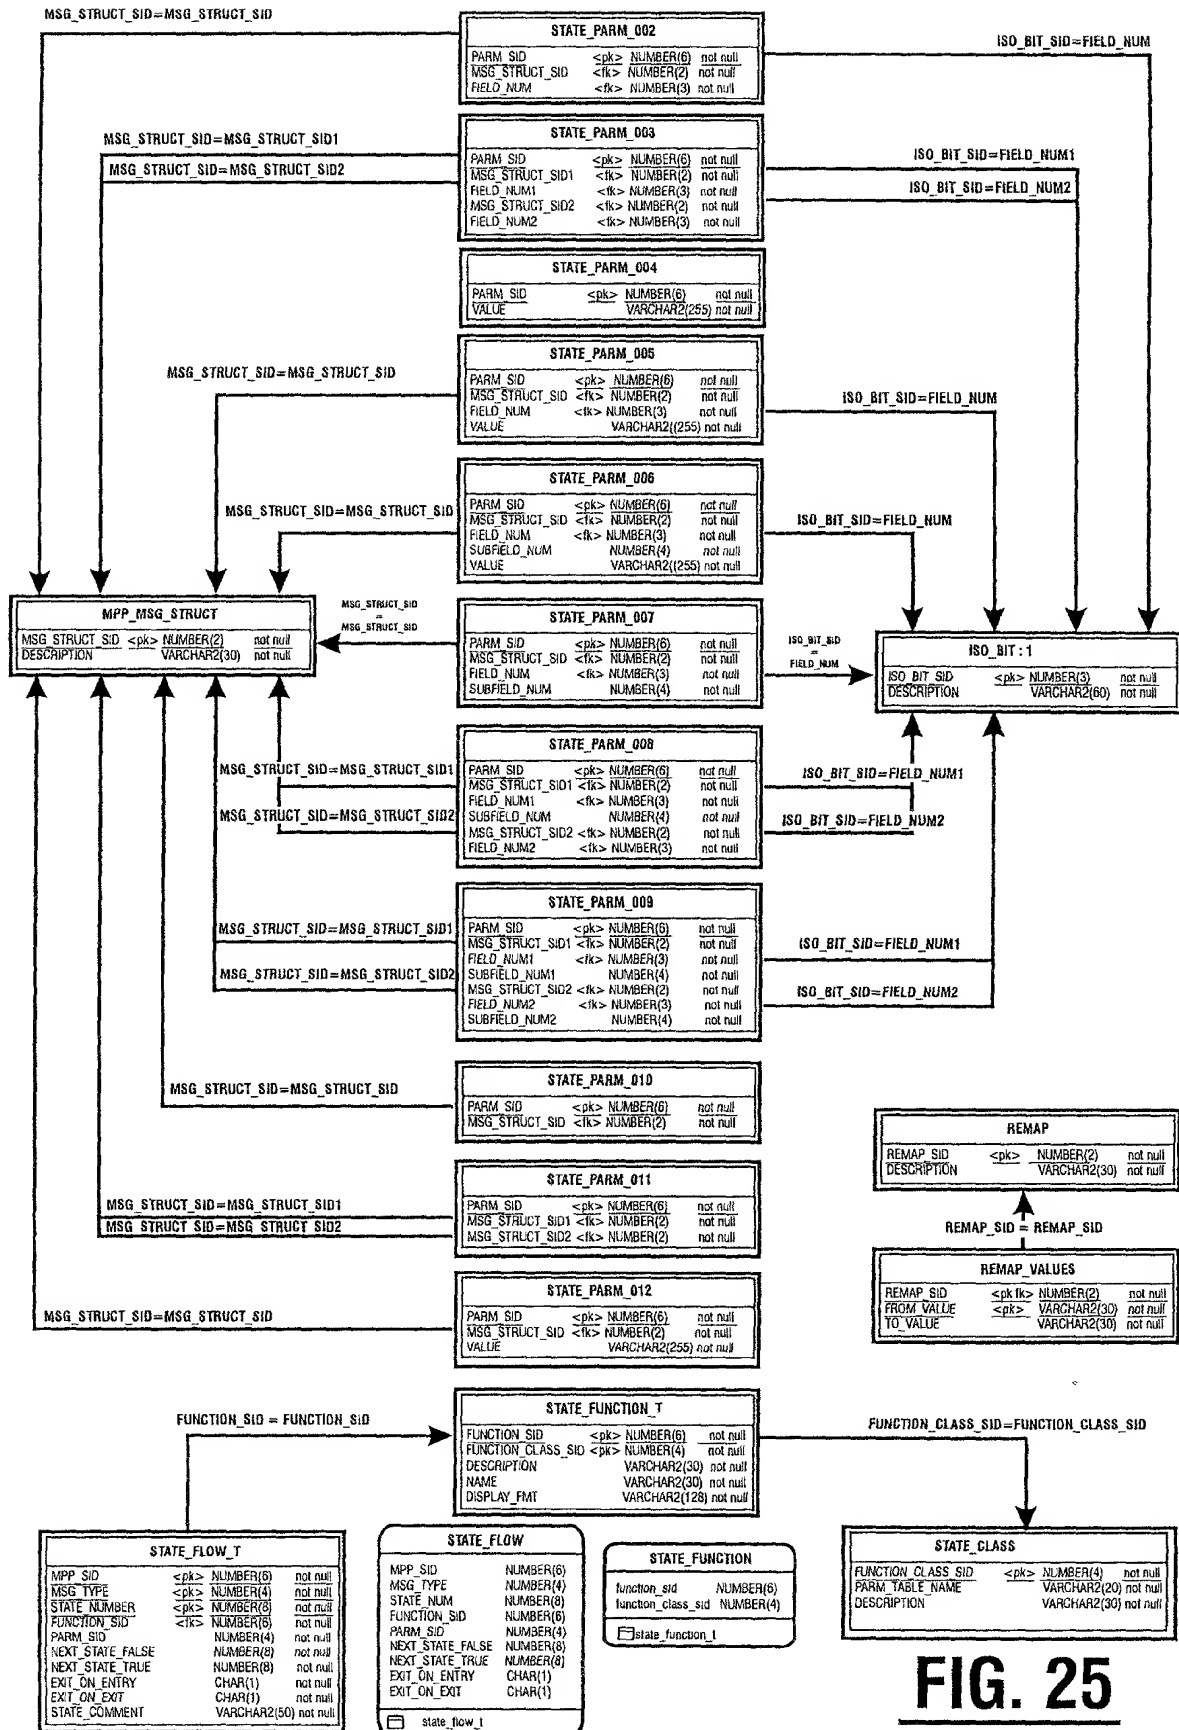 MSG_STRUCT_SID=MSG_STRUCT_SID
STATE_PARM_002
PARM_SID <pk> NUMBER(6) not null
MSG_STRUCT_SID <fk> NUMBER(2) not null
FIELD_NUM <fk> NUMBER(3) not null
ISO_BIT_SID=FIELD_NUM
MSG_STRUCT_SID=MSG_STRUCT_SID1
MSG_STRUCT_SID=MSG_STRUCT_SID2
STATE_PARM_003
PARM_SID <pk> NUMBER(6) not null
MSG_STRUCT_SID1 <fk> NUMBER(2) not null
FIELD_NUM1 <fk> NUMBER(3) not null
MSG_STRUCT_SID2 <fk> NUMBER(2) not null
FIELD_NUM2 <fk> NUMBER(3) not null
ISO_BIT_SID=FIELD_NUM1
ISO_BIT_SID=FIELD_NUM2
STATE_PARM_004
PARM_SID <pk> NUMBER(6) not null
VALUE VARCHAR2(255) not null
MSG_STRUCT_SID=MSG_STRUCT_SID
STATE_PARM_005
PARM_SID <pk> NUMBER(6) not null
MSG_STRUCT_SID <fk> NUMBER(2) not null
FIELD_NUM <fk> NUMBER(3) not null
VALUE VARCHAR2((255) not null
ISO_BIT_SID=FIELD_NUM
MSG_STRUCT_SID=MSG_STRUCT_SID
STATE_PARM_006
PARM_SID <pk> NUMBER(6) not null
MSG_STRUCT_SID <fk> NUMBER(2) not null
FIELD_NUM <fk> NUMBER(3) not null
SUBFIELD_NUM NUMBER(4) not null
VALUE VARCHAR2((255) not null
ISO_BIT_SID=FIELD_NUM
MPP_MSG_STRUCT
MSG_STRUCT_SID <pk> NUMBER(2) not null
DESCRIPTION VARCHAR2(30) not null
MSG_STRUCT_SID
=
MSG_STRUCT_SID
STATE_PARM_007
PARM_SID <pk> NUMBER(6) not null
MSG_STRUCT_SID <fk> NUMBER(2) not null
FIELD_NUM <fk> NUMBER(3) not null
SUBFIELD_NUM NUMBER(4) not null
ISO_BIT_SID
=
FIELD_NUM
ISO_BIT : 1
ISO_BIT_SID <pk> NUMBER(3) not null
DESCRIPTION VARCHAR2(60) not null
MSG_STRUCT_SID=MSG_STRUCT_SID1
MSG_STRUCT_SID=MSG_STRUCT_SID2
STATE_PARM_008
PARM_SID <pk> NUMBER(6) not null
MSG_STRUCT_SID1 <fk> NUMBER(2) not null
FIELD_NUM1 <fk> NUMBER(3) not null
SUBFIELD_NUM NUMBER(4) not null
MSG_STRUCT_SID2 <fk> NUMBER(2) not null
FIELD_NUM2 <fk> NUMBER(3) not null
ISO_BIT_SID=FIELD_NUM1
ISO_BIT_SID=FIELD_NUM2
MSG_STRUCT_SID=MSG_STRUCT_SID1
MSG_STRUCT_SID=MSG_STRUCT_SID2
STATE_PARM_009
PARM_SID <pk> NUMBER(6) not null
MSG_STRUCT_SID1 <fk> NUMBER(2) not null
FIELD_NUM1 <fk> NUMBER(3) not null
SUBFIELD_NUM1 NUMBER(4) not null
MSG_STRUCT_SID2 <fk> NUMBER(2) not null
FIELD_NUM2 <fk> NUMBER(3) not null
SUBFIELD_NUM2 NUMBER(4) not null
ISO_BIT_SID=FIELD_NUM1
ISO_BIT_SID=FIELD_NUM2
MSG_STRUCT_SID=MSG_STRUCT_SID
STATE_PARM_010
PARM_SID <pk> NUMBER(6) not null
MSG_STRUCT_SID <fk> NUMBER(2) not null
REMAP
REMAP_SID <pk> NUMBER(2) not null
DESCRIPTION VARCHAR2(30) not null
MSG_STRUCT_SID=MSG_STRUCT_SID1
MSG_STRUCT_SID=MSG_STRUCT_SID2
STATE_PARM_011
PARM_SID <pk> NUMBER(6) not null
MSG_STRUCT_SID1 <fk> NUMBER(2) not null
MSG_STRUCT_SID2 <fk> NUMBER(2) not null
REMAP_SID = REMAP_SID
REMAP_VALUES
REMAP_SID <pk fk> NUMBER(2) not null
FROM_VALUE <pk> VARCHAR2(30) not null
TO_VALUE VARCHAR2(30) not null
MSG_STRUCT_SID=MSG_STRUCT_SID
STATE_PARM_012
PARM_SID <pk> NUMBER(6) not null
MSG_STRUCT_SID <fk> NUMBER(2) not null
VALUE VARCHAR2(255) not null
FUNCTION_SID = FUNCTION_SID
STATE_FUNCTION_T
FUNCTION_SID <pk> NUMBER(6) not null
FUNCTION_CLASS_SID <pk> NUMBER(4) not null
DESCRIPTION VARCHAR2(30) not null
NAME VARCHAR2(30) not null
DISPLAY_FMT VARCHAR2(128) not null
FUNCTION_CLASS_SID=FUNCTION_CLASS_SID
STATE_FLOW_T
MPP_SID <pk> NUMBER(6) not null
MSG_TYPE <pk> NUMBER(4) not null
STATE_NUMBER <pk> NUMBER(8) not null
FUNCTION_SID <fk> NUMBER(6) not null
PARM_SID NUMBER(4) not null
NEXT_STATE_FALSE NUMBER(8) not null
NEXT_STATE_TRUE NUMBER(8) not null
EXIT_ON_ENTRY CHAR(1) not null
EXIT_ON_EXIT CHAR(1) not null
STATE_COMMENT VARCHAR2(50) not null
STATE_FLOW
MPP_SID NUMBER(6)
MSG_TYPE NUMBER(4)
STATE_NUM NUMBER(8)
FUNCTION_SID NUMBER(6)
PARM_SID NUMBER(4)
NEXT_STATE_FALSE NUMBER(8)
NEXT_STATE_TRUE NUMBER(8)
EXIT_ON_ENTRY CHAR(1)
EXIT_ON_EXIT CHAR(1)
state_flow_t
STATE_FUNCTION
function_sid NUMBER(6)
function_class_sid NUMBER(4)
state_function_t
STATE_CLASS
FUNCTION_CLASS_SID <pk> NUMBER(4) not null
PARM_TABLE_NAME VARCHAR2(20) not null
DESCRIPTION VARCHAR2(30) not null
FIG. 25